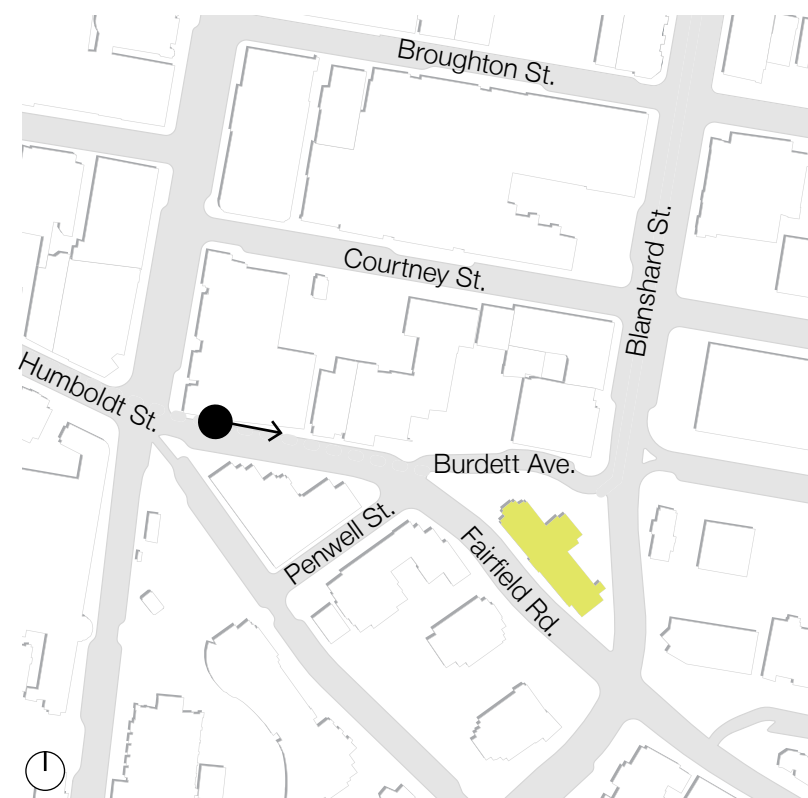 Broughton St.
Blanshard St.
Courtney St.
Humboldt St.
Burdett Ave.
Penwell St.
Fairfield Rd.